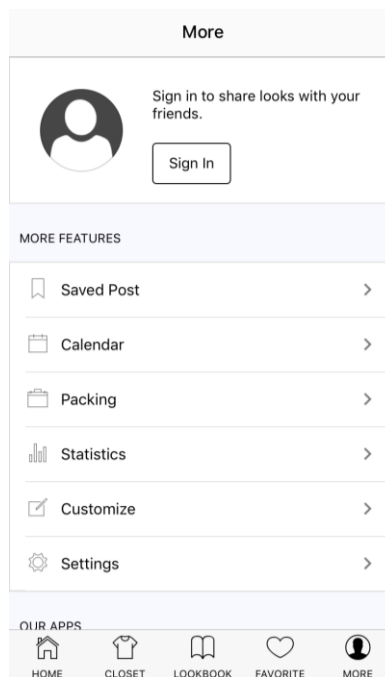 More
Sign in to share looks with your
friends.
Sign In
MORE FEATURES
Saved Post
Calendar
Packing
Statistics
Customize
Settings
OUR APPS
HOME
CLOSET
LOOKBOOK
FAVORITE
MORE